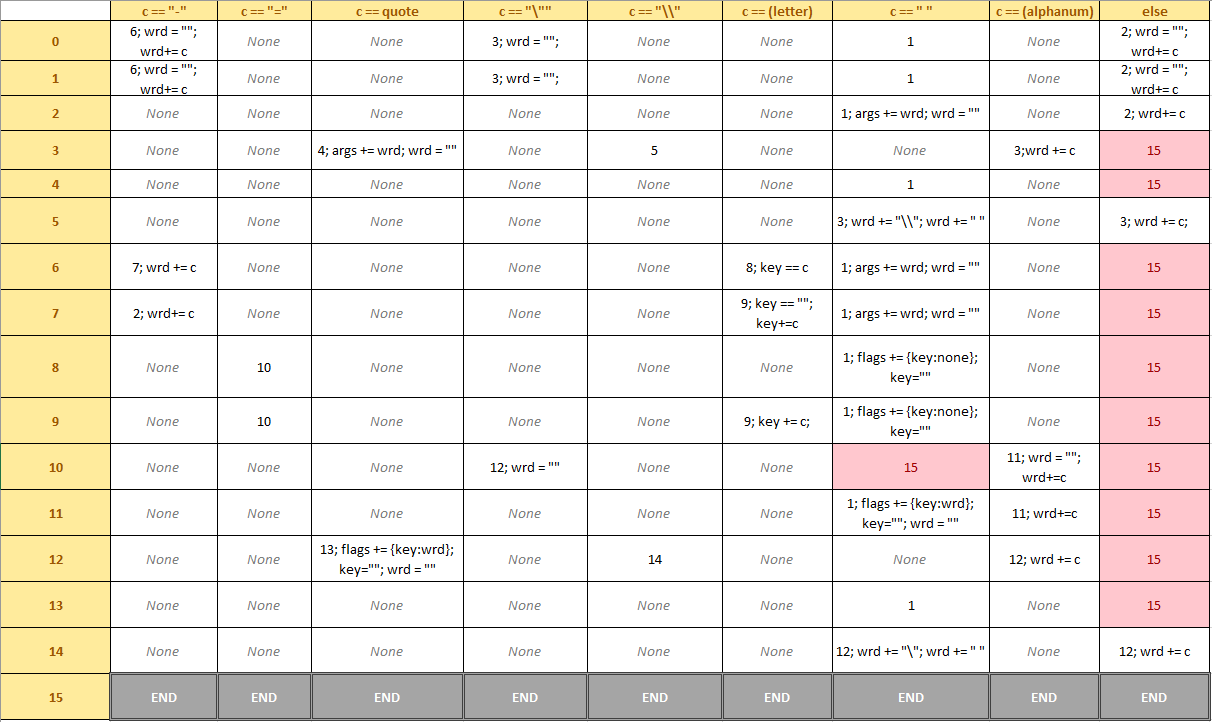 c == "-" c == "=" c == quote c == "\"" c == "\\" c == (letter) c == " " c == (alphanum) else
0 6; wrd = ""; wrd+= c None None 3; wrd = ""; None None 1 None 2; wrd = ""; wrd+= c
1 6; wrd = ""; wrd+= c None None 3; wrd = ""; None None 1 None 2; wrd = ""; wrd+= c
2 None None None None None None 1; args += wrd; wrd = "" None 2; wrd+= c
3 None None 4; args += wrd; wrd = "" None 5 None None 3;wrd += c 15
4 None None None None None None 1 None 15
5 None None None None None None 3; wrd += "\\"; wrd += " " None 3; wrd += c;
6 7; wrd += c None None None None 8; key == c 1; args += wrd; wrd = "" None 15
7 2; wrd+= c None None None None 9; key == ""; key+=c 1; args += wrd; wrd = "" None 15
8 None 10 None None None None 1; flags += {key:none}; key="" None 15
9 None 10 None None None 9; key += c; 1; flags += {key:none}; key="" None 15
10 None None None 12; wrd = "" None None 15 11; wrd = ""; wrd+=c 15
11 None None None None None None 1; flags += {key:wrd}; key=""; wrd = "" 11; wrd+=c 15
12 None None 13; flags += {key:wrd}; key=""; wrd = "" None 14 None None 12; wrd += c 15
13 None None None None None None 1 None 15
14 None None None None None None 12; wrd += "\"; wrd += " " None 12; wrd += c
15 END END END END END END END END END